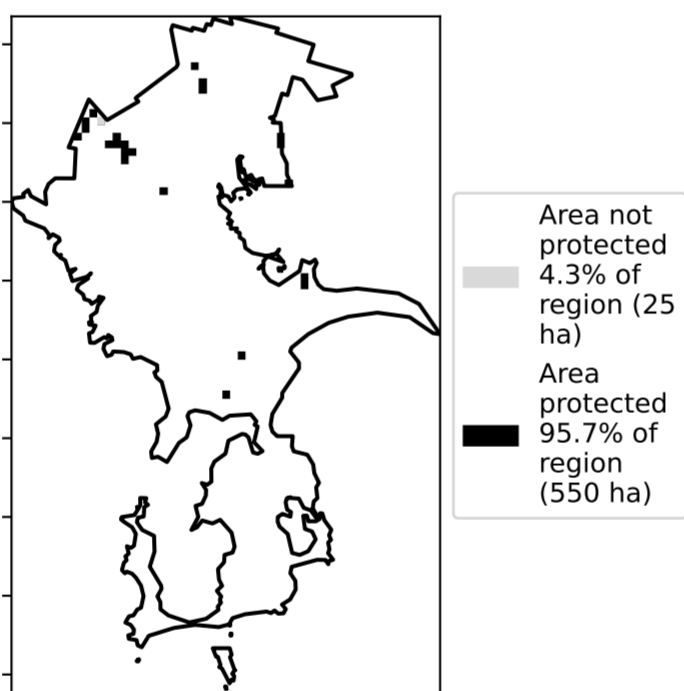 Area not
protected
4.3% of
region (25
ha)
Area
protected
95.7% of
region
(550 ha)